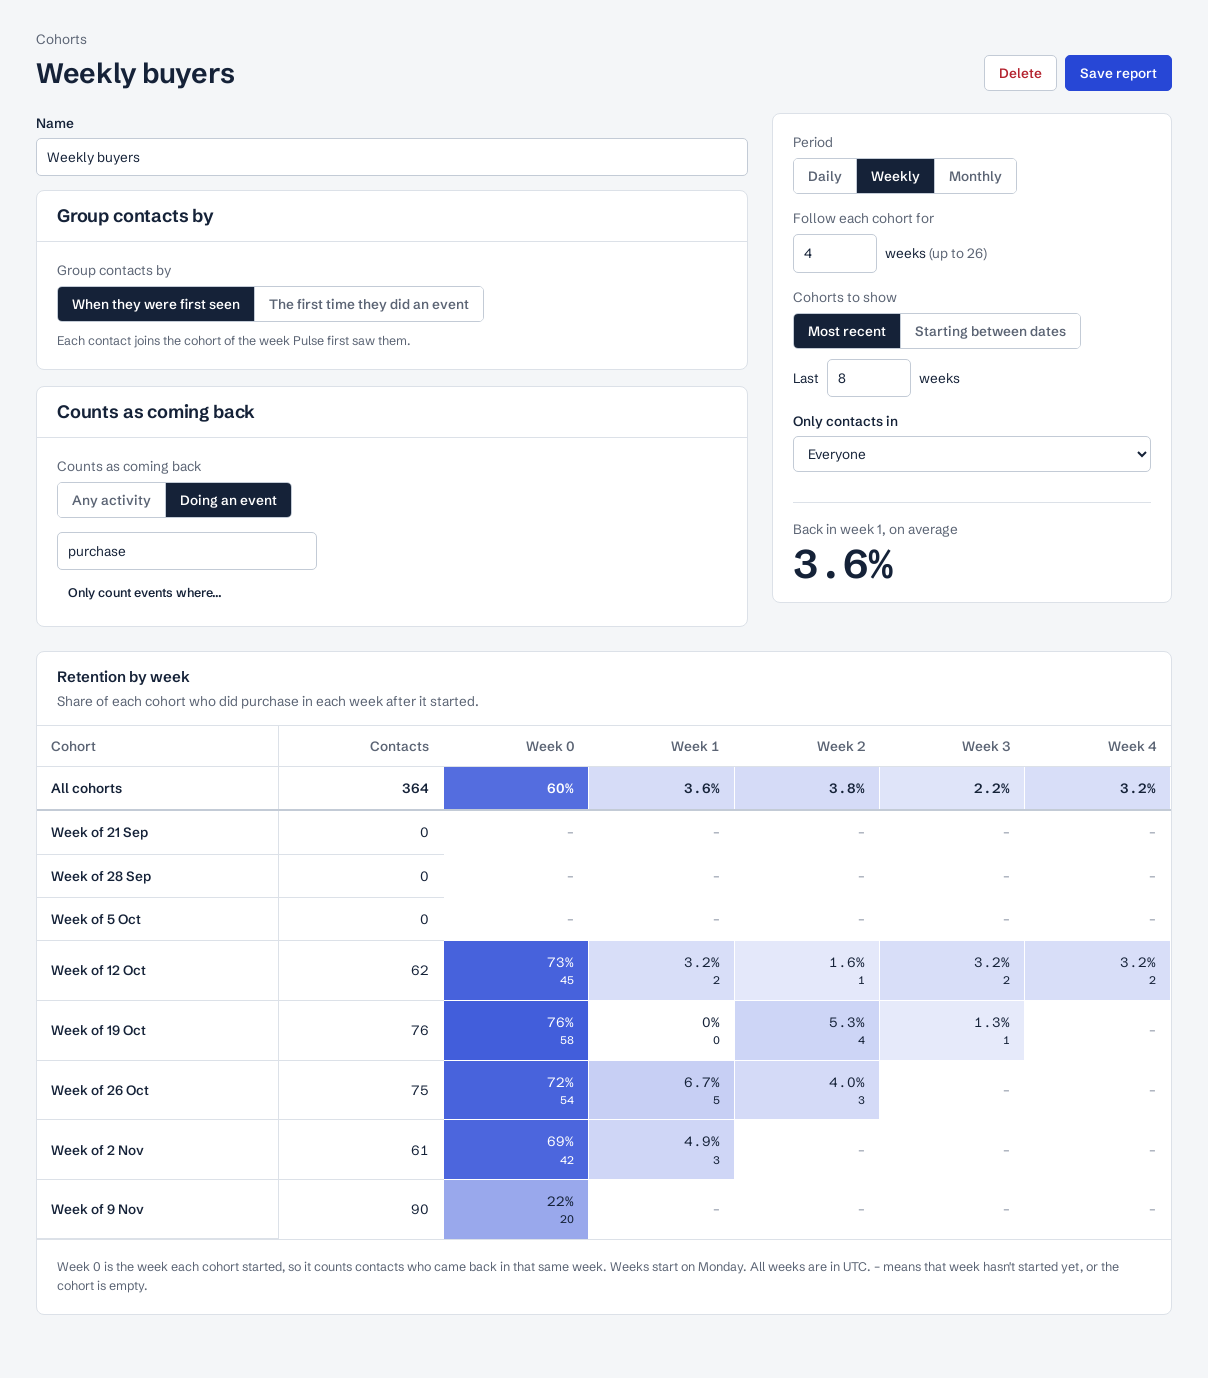 Cohorts
Weekly buyers
Delete
Save report
Name
Weekly buyers
Group contacts by
Group contacts by
When they were first seen
The first time they did an event
Each contact joins the cohort of the week Pulse first saw them.
Counts as coming back
Counts as coming back
Any activity
Doing an event
purchase
Only count events where...
Period
Daily
Weekly
Monthly
Follow each cohort for
4
weeks (up to 26)
Cohorts to show
Most recent
Starting between dates
Last
8
weeks
Only contacts in
Everyone
Back in week 1, on average
3.6%
Retention by week
Share of each cohort who did purchase in each week after it started.
Cohort Contacts Week 0 Week 1 Week 2 Week 3 Week 4
All cohorts 364 60% 3.6% 3.8% 2.2% 3.2%
Week of 21 Sep 0 – – – – –
Week of 28 Sep 0 – – – – –
Week of 5 Oct 0 – – – – –
Week of 12 Oct 62 73% 3.2% 1.6% 3.2% 3.2%
45 2 1 2 2
Week of 19 Oct 76 76% 0% 5.3% 1.3% –
58 0 4 1
Week of 26 Oct 75 72% 6.7% 4.0% – –
54 5 3
Week of 2 Nov 61 69% 4.9% – – –
42 3
Week of 9 Nov 90 22% – – – –
20
Week 0 is the week each cohort started, so it counts contacts who came back in that same week. Weeks start on Monday. All weeks are in UTC. – means that week hasn't started yet, or the
cohort is empty.